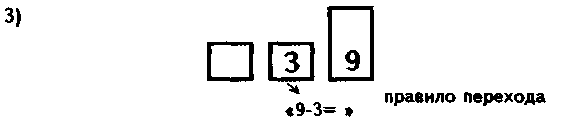 3)
3 9
«9-3= »
правило перехода